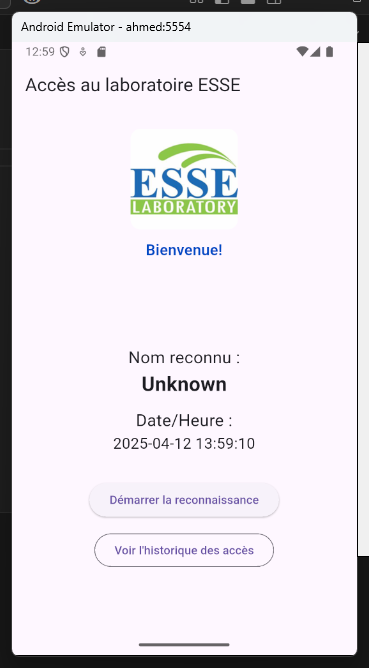 Android Emulator - ahmed:5554
12:59
Accès au laboratoire ESSE
ESSE
LABORATORY
Bienvenue!
Nom reconnu :
Unknown
Date/Heure :
2025-04-12 13:59:10
Démarrer la reconnaissance
Voir l'historique des accès